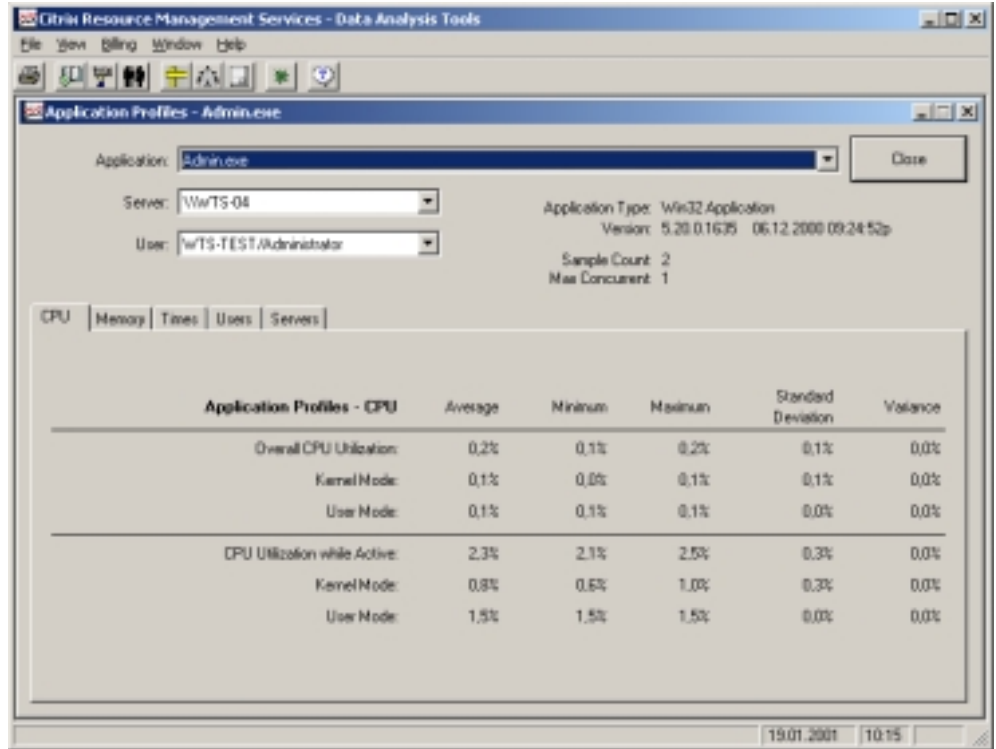 Citrix Resource Management Services - Data Analysis Tools
File View Billing Window Help
Application Profiles - Admin.exe
Application: Admin.exe
Close
Server: \\WTS-04
User: WTS-TEST/Administrator
Application Type: Win32 Application
Version: 5.20.0.1635 06.12.2000 09:24:52p
Sample Count: 2
Max Concurrent: 1
CPU Memory Times Users Servers
Application Profiles - CPU Average Minimum Maximum Standard Deviation Variance
Overall CPU Utilization: 0,2% 0,1% 0,2% 0,1% 0,0%
Kernel Mode: 0,1% 0,0% 0,1% 0,1% 0,0%
User Mode: 0,1% 0,1% 0,1% 0,0% 0,0%
CPU Utilization while Active: 2,3% 2,1% 2,5% 0,3% 0,0%
Kernel Mode: 0,8% 0,6% 1,0% 0,3% 0,0%
User Mode: 1,5% 1,5% 1,5% 0,0% 0,0%
19.01.2001 10:15